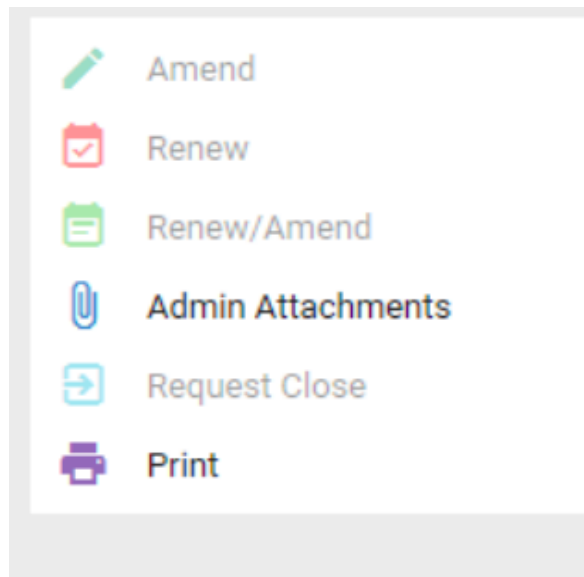 Amend
Renew
Renew/Amend
Admin Attachments
Request Close
Print